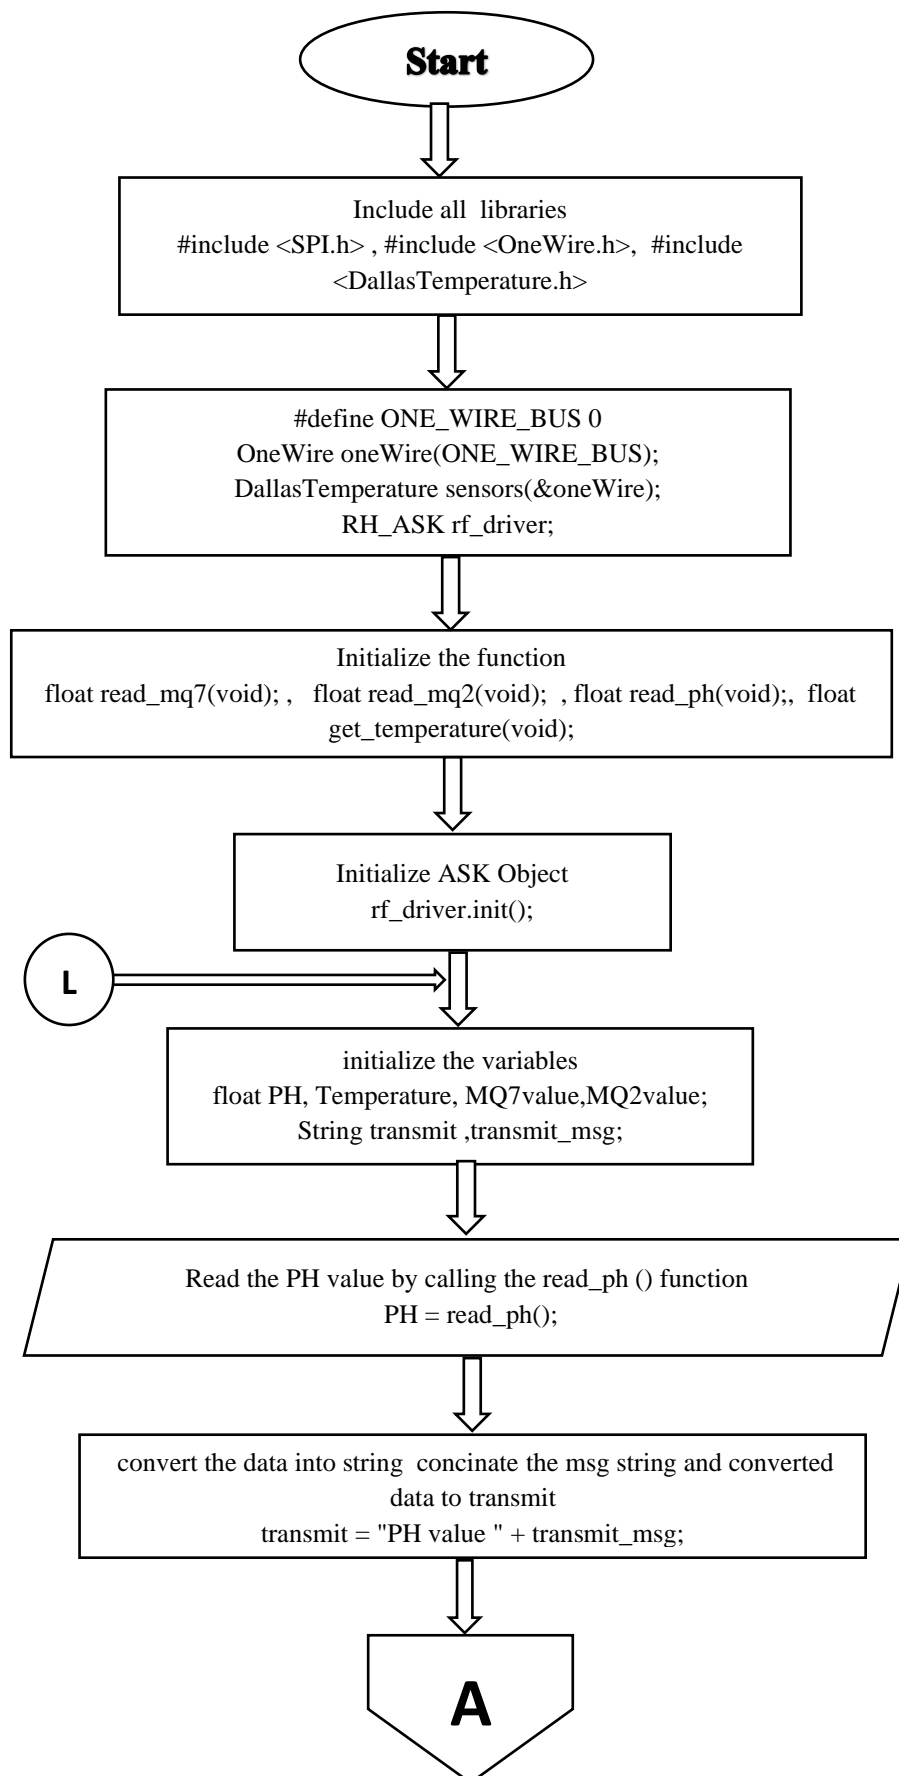 Start
Include all libraries
#include <SPI.h> , #include <OneWire.h>, #include
<DallasTemperature.h>
#define ONE_WIRE_BUS 0
OneWire oneWire(ONE_WIRE_BUS);
DallasTemperature sensors(&oneWire);
RH_ASK rf_driver;
Initialize the function
float read_mq7(void); , float read_mq2(void); , float read_ph(void);, float
get_temperature(void);
Initialize ASK Object
rf_driver.init();
L
initialize the variables
float PH, Temperature, MQ7value,MQ2value;
String transmit ,transmit_msg;
Read the PH value by calling the read_ph () function
PH = read_ph();
convert the data into string concinate the msg string and converted
data to transmit
transmit = "PH value " + transmit_msg;
A